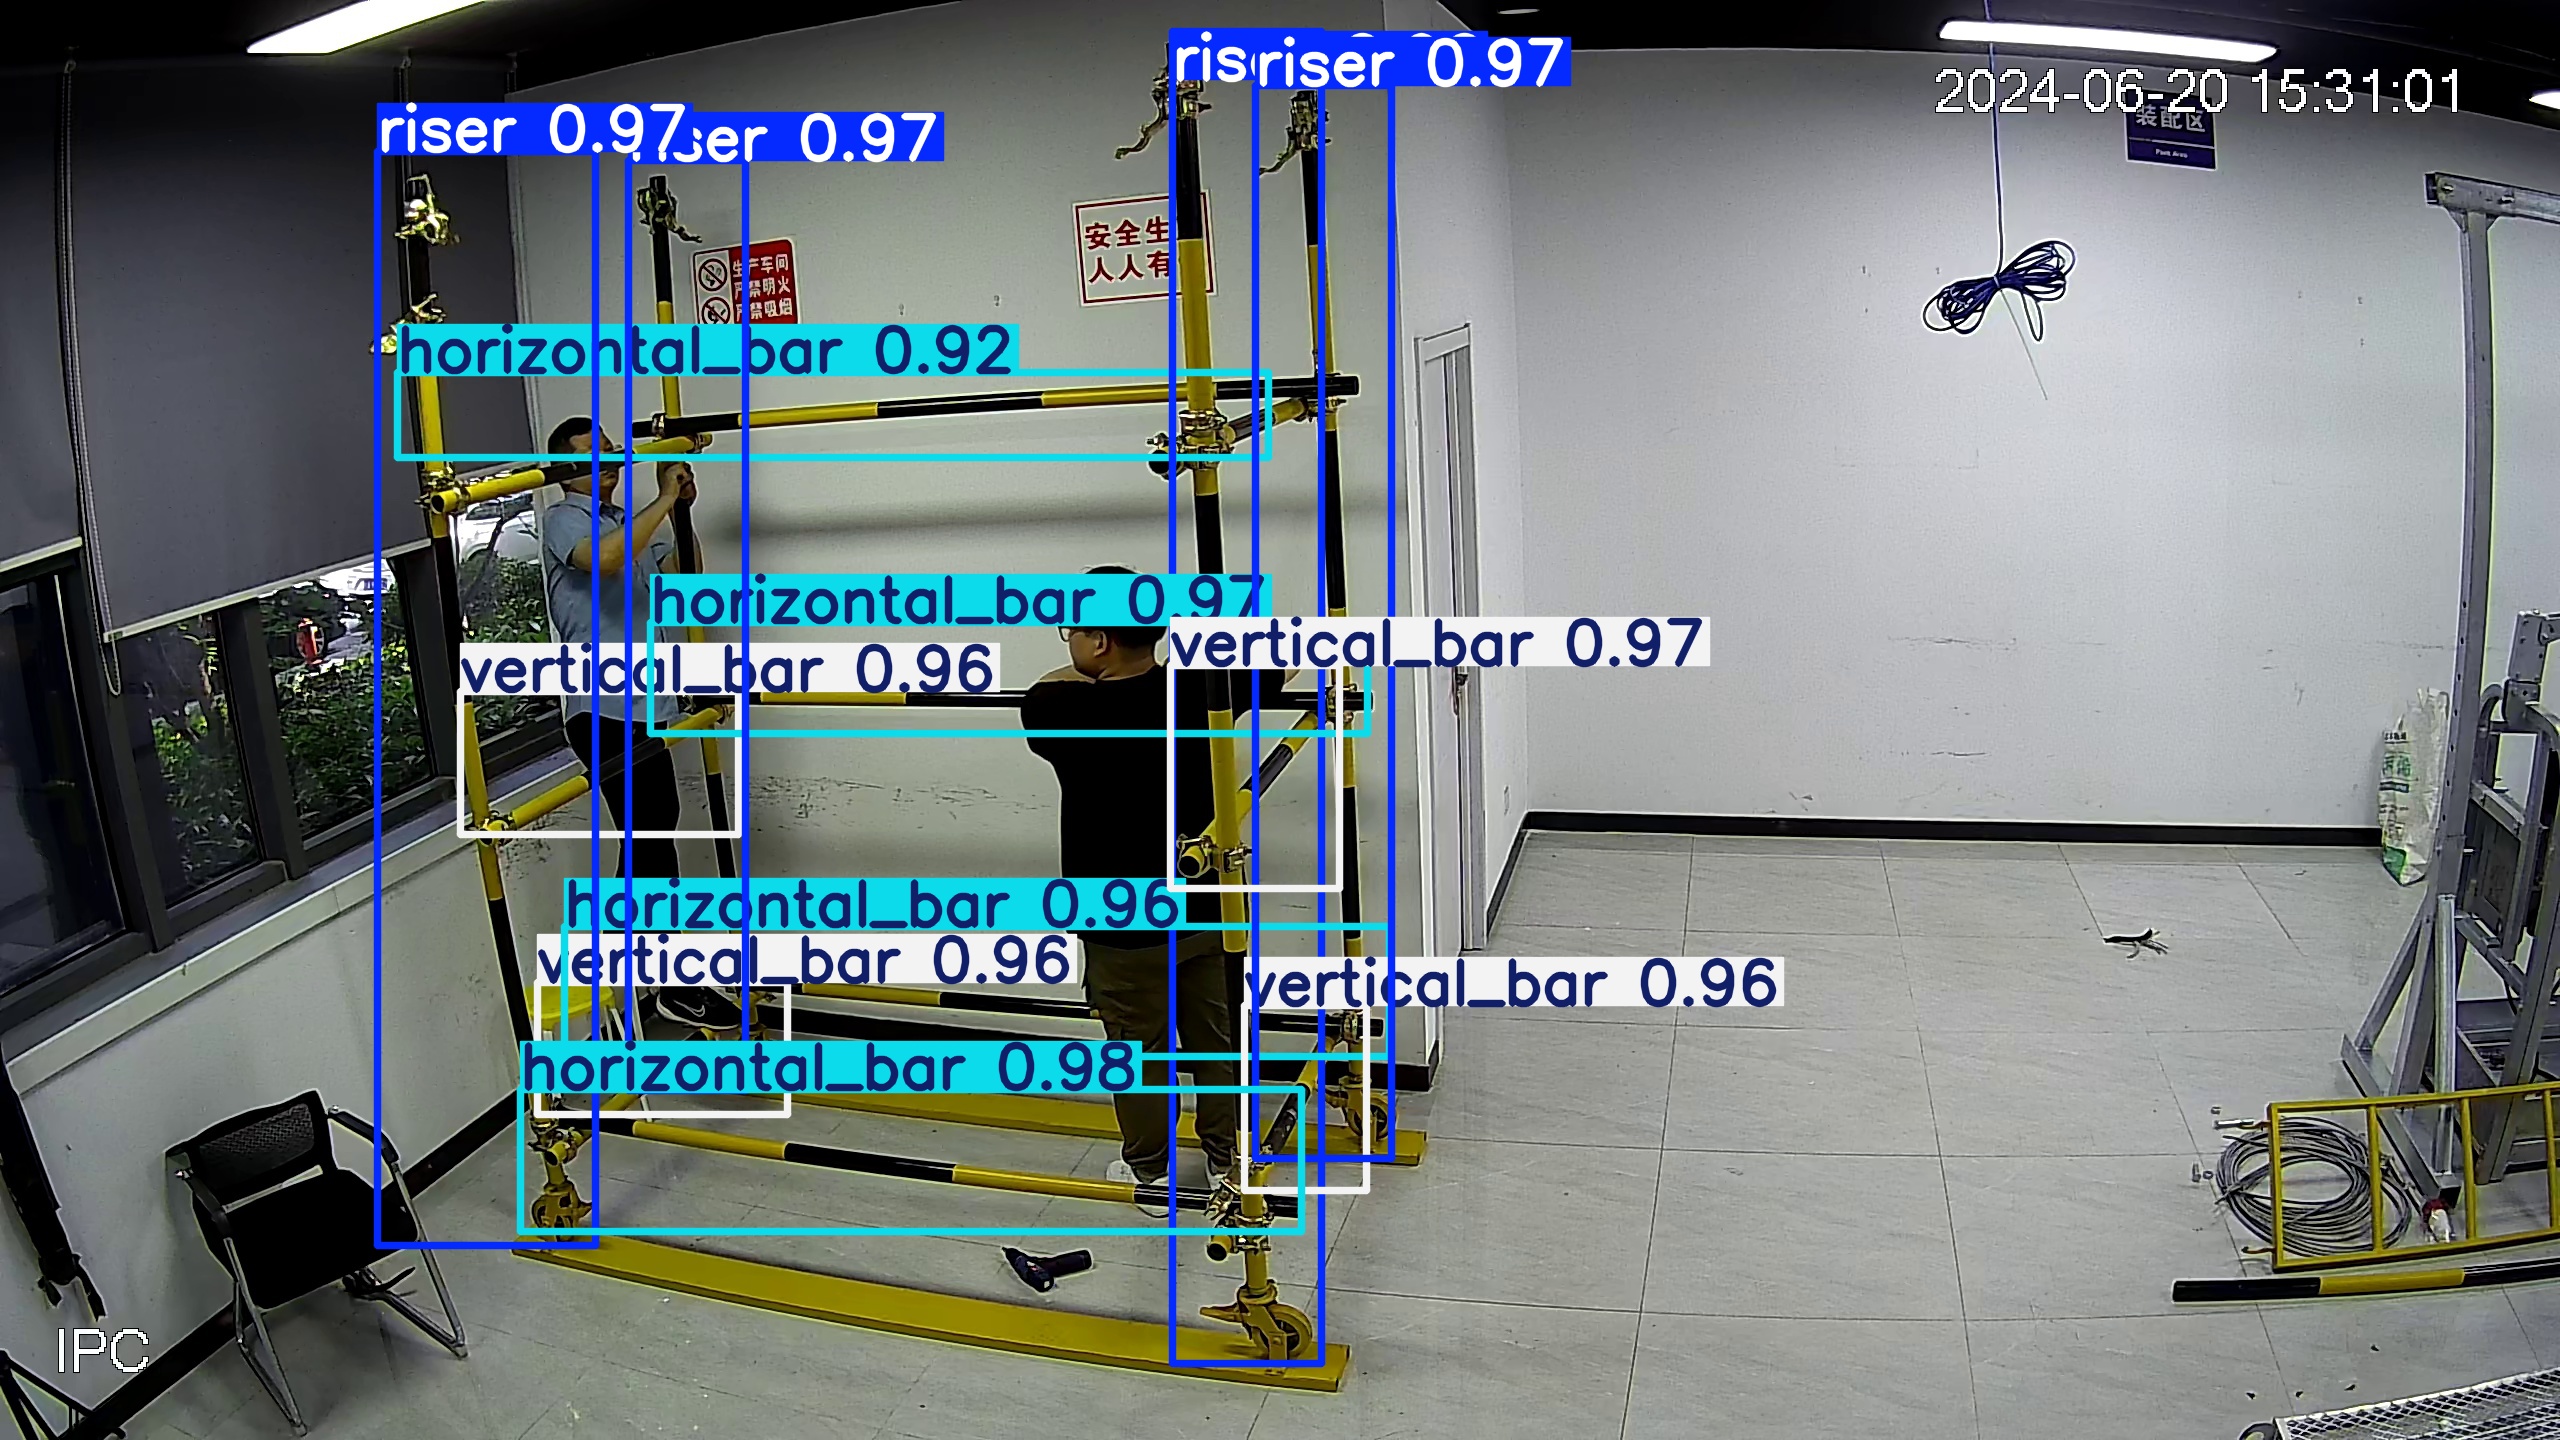 riser 0.97
riser 0.97
2024-06-20 15:31:01
装配区
riser 0.97
安全生
人人有
生产车间
严禁明火
严禁吸烟
horizontal_bar 0.92
horizontal_bar 0.97
vertical_bar 0.97
vertical_bar 0.96
horizontal_bar 0.96
vertical_bar 0.96
vertical_bar 0.96
horizontal_bar 0.98
IPC